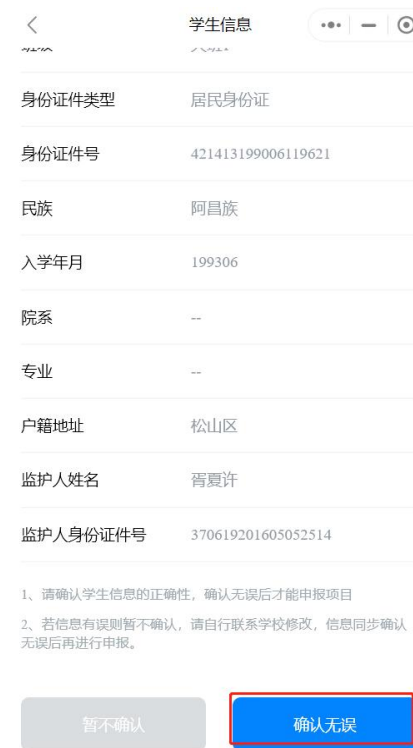 学生信息
身份证件类型 居民身份证
身份证件号 421413199006119621
民族 阿昌族
入学年月 199306
院系 --
专业 --
户籍地址 松山区
监护人姓名 胥夏许
监护人身份证件号 370619201605052514
1、请确认学生信息的正确性，确认无误后才能申报项目
2、若信息有误则暂不确认，请自行联系学校修改，信息同步确认
无误后再进行申报。
暂不确认 确认无误